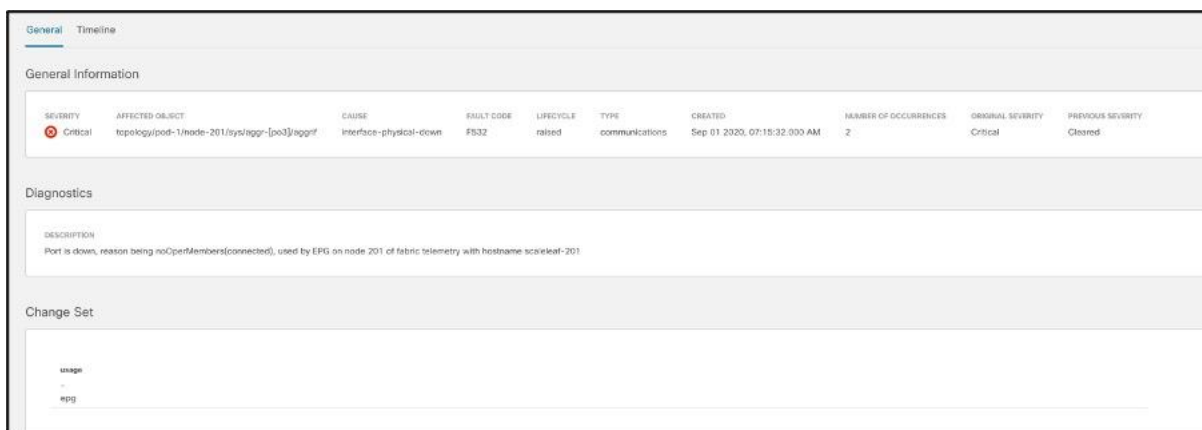 General Timeline
General Information
SEVERITY AFFECTED OBJECT CAUSE FAULT CODE LIFECYCLE TYPE CREATED NUMBER OF OCCURRENCES ORIGINAL SEVERITY PREVIOUS SEVERITY
Critical topology/pod-1/node-201/sys/aggr-[po3]/aggrif interface-physical-down F532 raised communications Sep 01 2020, 07:15:32.000 AM 2 Critical Cleared
Diagnostics
DESCRIPTION
Port is down, reason being noOperMembers(connected), used by EPG on node 201 of fabric telemetry with hostname scaleleaf-201
Change Set
usage
-
epg